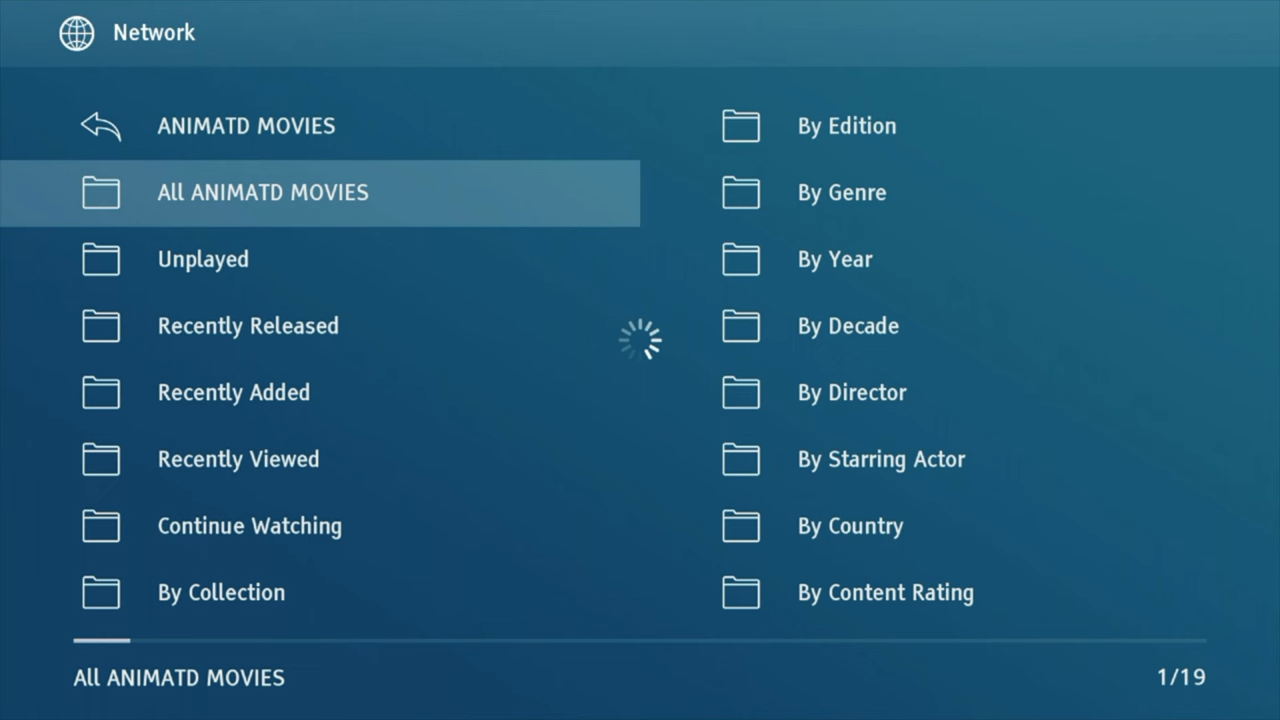 Network
ANIMATD MOVIES
All ANIMATD MOVIES
Unplayed
Recently Released
Recently Added
Recently Viewed
Continue Watching
By Collection
By Edition
By Genre
By Year
By Decade
By Director
By Starring Actor
By Country
By Content Rating
All ANIMATD MOVIES
1/19